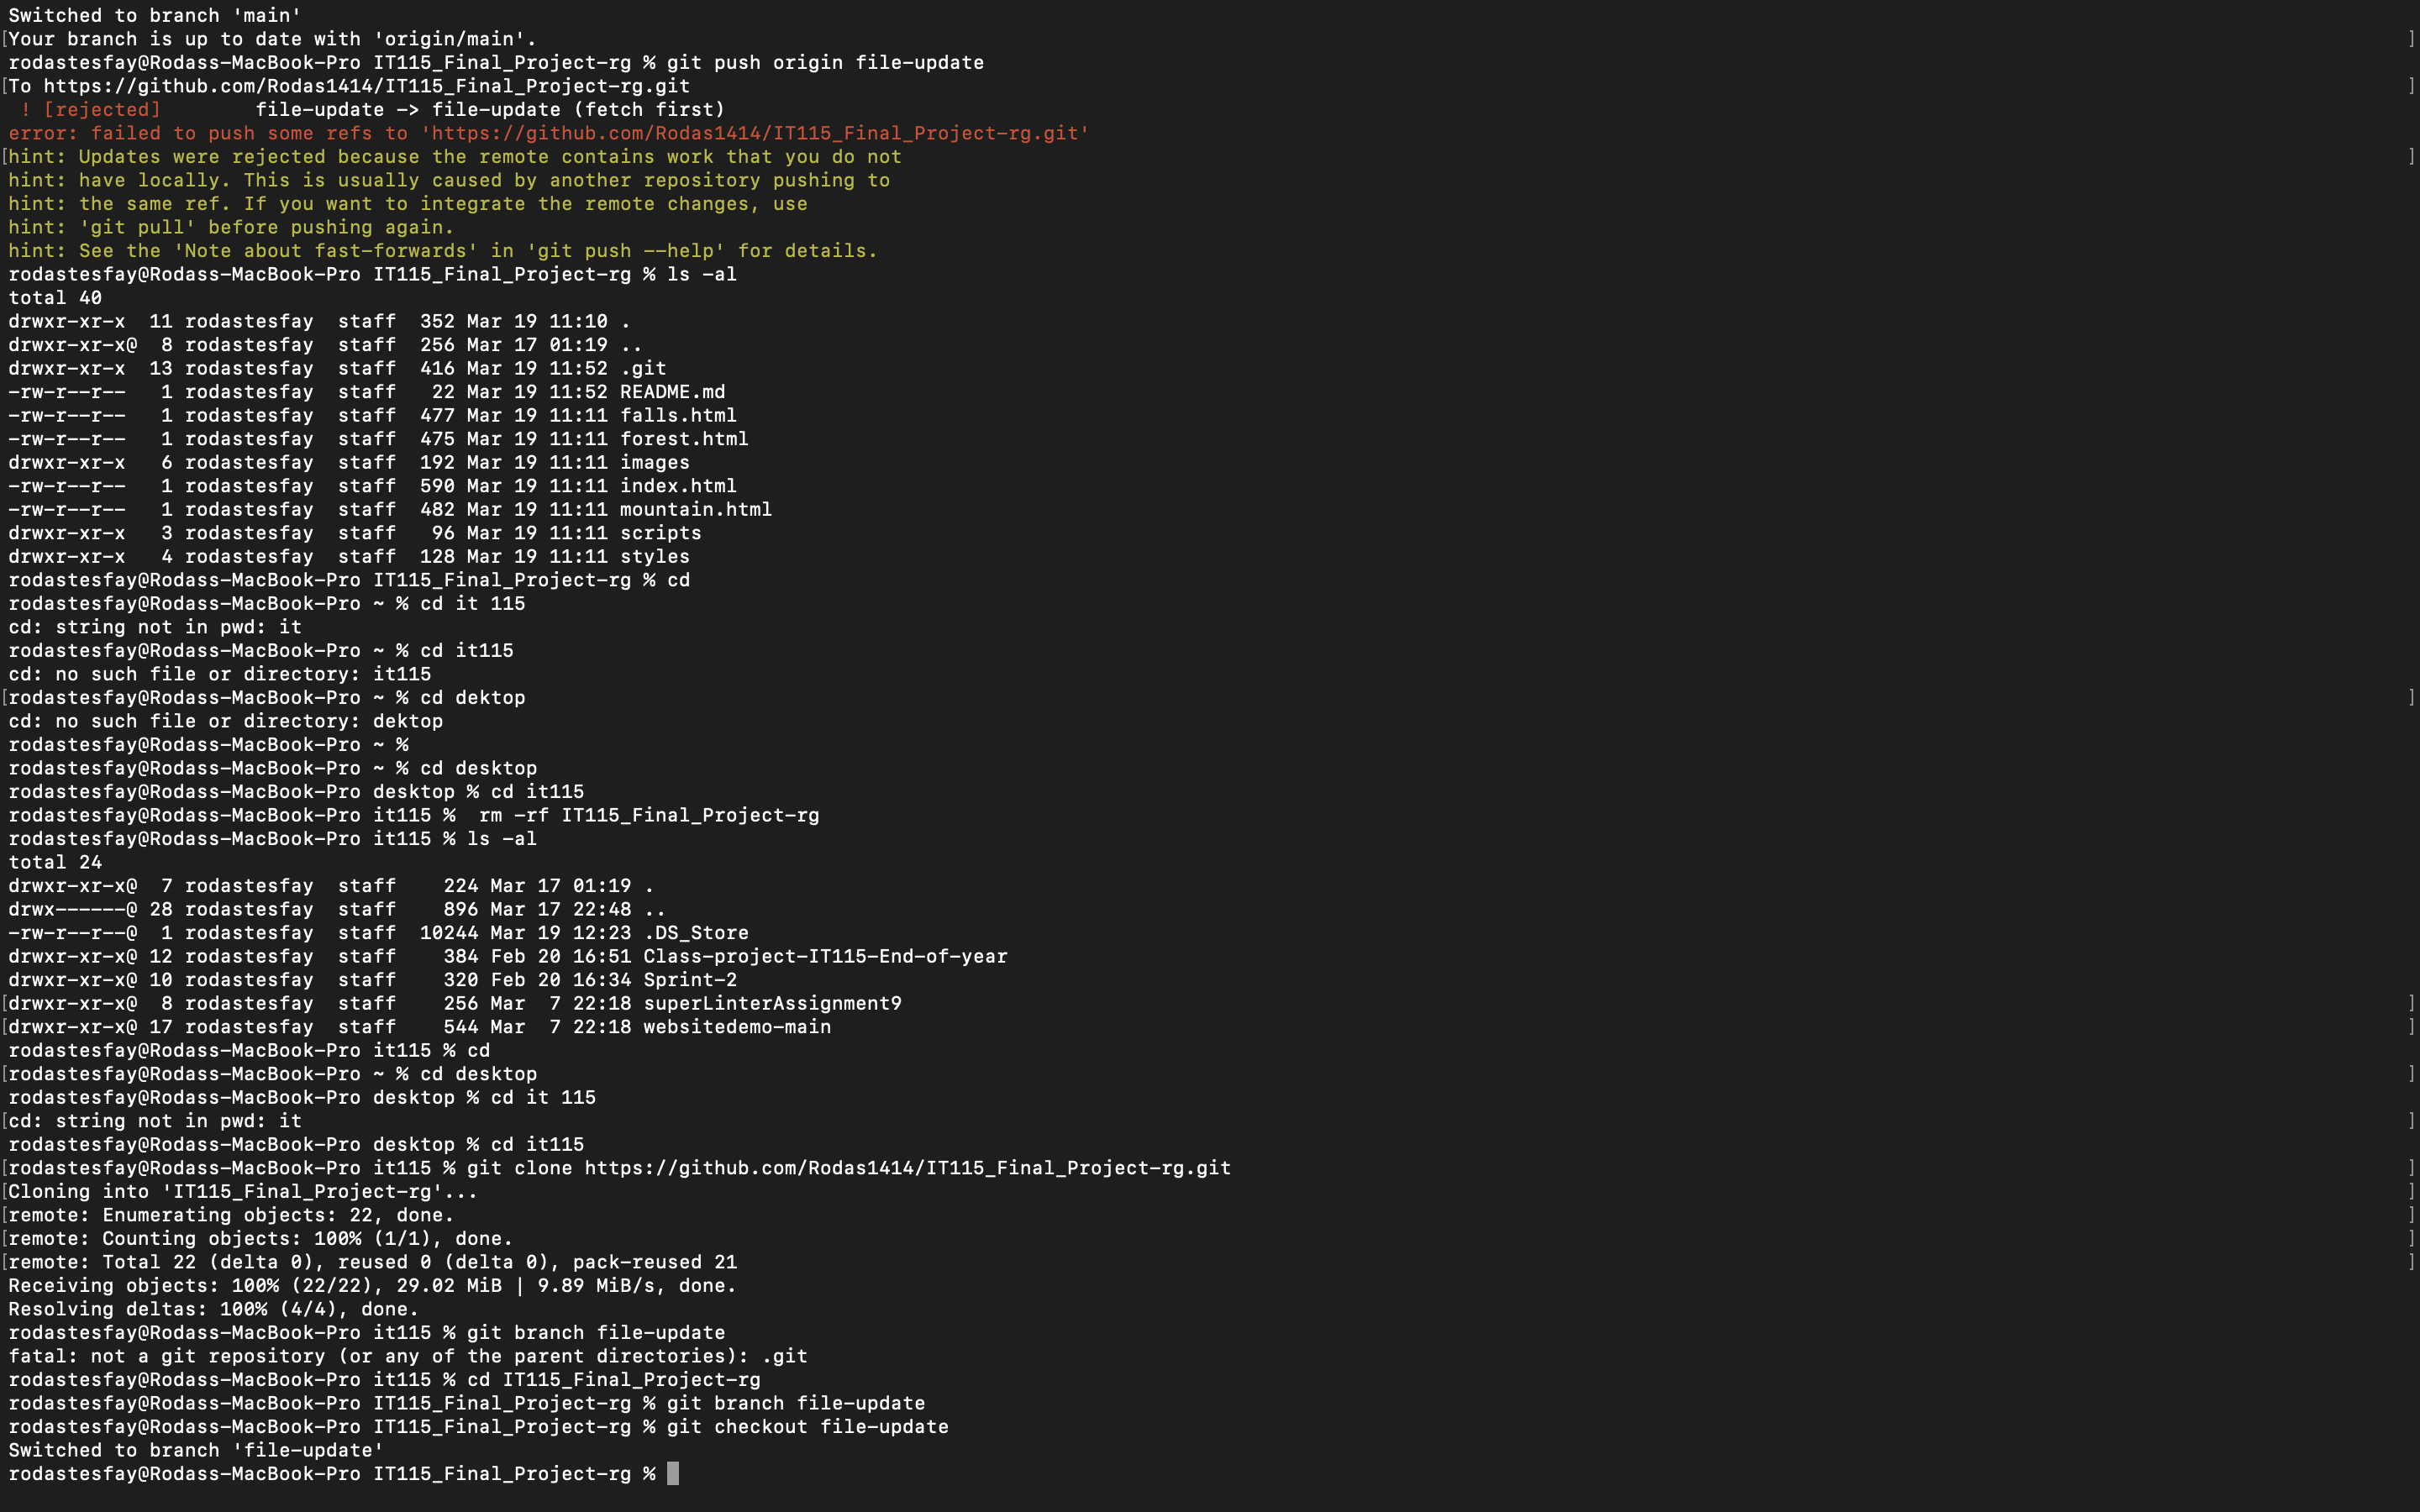 Switched to branch 'main'
[Your branch is up to date with 'origin/main'. ]
rodastesfay@Rodass-MacBook-Pro IT115_Final_Project-rg % git push origin file-update
[To https://github.com/Rodas1414/IT115_Final_Project-rg.git ]
 ! [rejected]        file-update -> file-update (fetch first)
error: failed to push some refs to 'https://github.com/Rodas1414/IT115_Final_Project-rg.git'
[hint: Updates were rejected because the remote contains work that you do not ]
hint: have locally. This is usually caused by another repository pushing to
hint: the same ref. If you want to integrate the remote changes, use
hint: 'git pull' before pushing again.
hint: See the 'Note about fast-forwards' in 'git push --help' for details.
rodastesfay@Rodass-MacBook-Pro IT115_Final_Project-rg % ls -al
total 40
drwxr-xr-x  11 rodastesfay  staff  352 Mar 19 11:10 .
drwxr-xr-x@  8 rodastesfay  staff  256 Mar 17 01:19 ..
drwxr-xr-x  13 rodastesfay  staff  416 Mar 19 11:52 .git
-rw-r--r--   1 rodastesfay  staff   22 Mar 19 11:52 README.md
-rw-r--r--   1 rodastesfay  staff  477 Mar 19 11:11 falls.html
-rw-r--r--   1 rodastesfay  staff  475 Mar 19 11:11 forest.html
drwxr-xr-x   6 rodastesfay  staff  192 Mar 19 11:11 images
-rw-r--r--   1 rodastesfay  staff  590 Mar 19 11:11 index.html
-rw-r--r--   1 rodastesfay  staff  482 Mar 19 11:11 mountain.html
drwxr-xr-x   3 rodastesfay  staff   96 Mar 19 11:11 scripts
drwxr-xr-x   4 rodastesfay  staff  128 Mar 19 11:11 styles
rodastesfay@Rodass-MacBook-Pro IT115_Final_Project-rg % cd
rodastesfay@Rodass-MacBook-Pro ~ % cd it 115
cd: string not in pwd: it
rodastesfay@Rodass-MacBook-Pro ~ % cd it115
cd: no such file or directory: it115
[rodastesfay@Rodass-MacBook-Pro ~ % cd dektop ]
cd: no such file or directory: dektop
rodastesfay@Rodass-MacBook-Pro ~ %
rodastesfay@Rodass-MacBook-Pro ~ % cd desktop
rodastesfay@Rodass-MacBook-Pro desktop % cd it115
rodastesfay@Rodass-MacBook-Pro it115 %  rm -rf IT115_Final_Project-rg
rodastesfay@Rodass-MacBook-Pro it115 % ls -al
total 24
drwxr-xr-x@  7 rodastesfay  staff    224 Mar 17 01:19 .
drwx------@ 28 rodastesfay  staff    896 Mar 17 22:48 ..
-rw-r--r--@  1 rodastesfay  staff  10244 Mar 19 12:23 .DS_Store
drwxr-xr-x@ 12 rodastesfay  staff    384 Feb 20 16:51 Class-project-IT115-End-of-year
drwxr-xr-x@ 10 rodastesfay  staff    320 Feb 20 16:34 Sprint-2
[drwxr-xr-x@  8 rodastesfay  staff    256 Mar  7 22:18 superLinterAssignment9 ]
[drwxr-xr-x@ 17 rodastesfay  staff    544 Mar  7 22:18 websitedemo-main ]
rodastesfay@Rodass-MacBook-Pro it115 % cd
[rodastesfay@Rodass-MacBook-Pro ~ % cd desktop ]
rodastesfay@Rodass-MacBook-Pro desktop % cd it 115
[cd: string not in pwd: it ]
rodastesfay@Rodass-MacBook-Pro desktop % cd it115
[rodastesfay@Rodass-MacBook-Pro it115 % git clone https://github.com/Rodas1414/IT115_Final_Project-rg.git ]
[Cloning into 'IT115_Final_Project-rg'... ]
[remote: Enumerating objects: 22, done. ]
[remote: Counting objects: 100% (1/1), done. ]
[remote: Total 22 (delta 0), reused 0 (delta 0), pack-reused 21 ]
Receiving objects: 100% (22/22), 29.02 MiB | 9.89 MiB/s, done.
Resolving deltas: 100% (4/4), done.
rodastesfay@Rodass-MacBook-Pro it115 % git branch file-update
fatal: not a git repository (or any of the parent directories): .git
rodastesfay@Rodass-MacBook-Pro it115 % cd IT115_Final_Project-rg
rodastesfay@Rodass-MacBook-Pro IT115_Final_Project-rg % git branch file-update
rodastesfay@Rodass-MacBook-Pro IT115_Final_Project-rg % git checkout file-update
Switched to branch 'file-update'
rodastesfay@Rodass-MacBook-Pro IT115_Final_Project-rg %